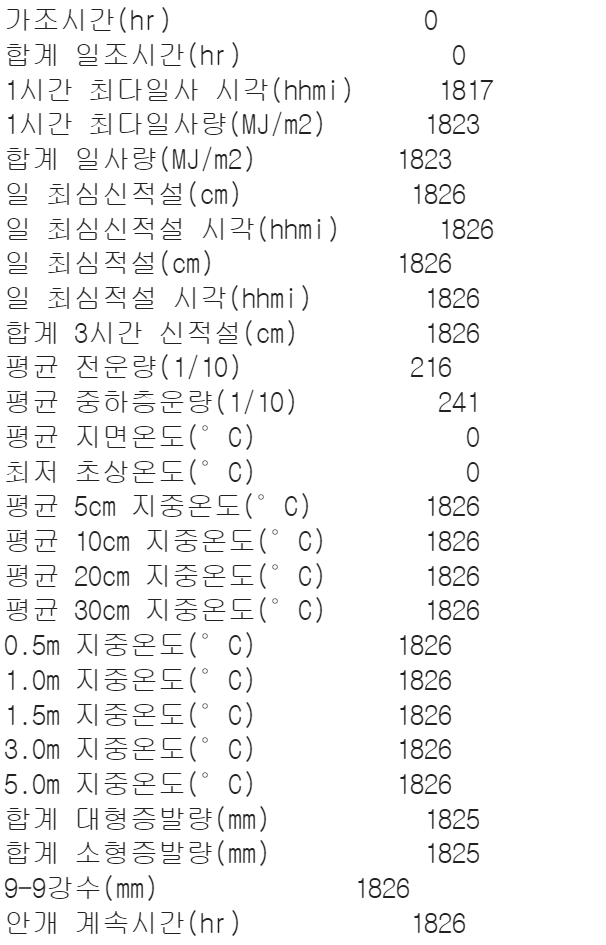 가조시간(hr) 0
합계 일조시간(hr) 0
1시간 최다일사 시각(hhmi) 1817
1시간 최다일사량(MJ/m2) 1823
합계 일사량(MJ/m2) 1823
일 최심신적설(cm) 1826
일 최심신적설 시각(hhmi) 1826
일 최심적설(cm) 1826
일 최심적설 시각(hhmi) 1826
합계 3시간 신적설(cm) 1826
평균 전운량(1/10) 216
평균 중하층운량(1/10) 241
평균 지면온도(°C) 0
최저 초상온도(°C) 0
평균 5cm 지중온도(°C) 1826
평균 10cm 지중온도(°C) 1826
평균 20cm 지중온도(°C) 1826
평균 30cm 지중온도(°C) 1826
0.5m 지중온도(°C) 1826
1.0m 지중온도(°C) 1826
1.5m 지중온도(°C) 1826
3.0m 지중온도(°C) 1826
5.0m 지중온도(°C) 1826
합계 대형증발량(mm) 1825
합계 소형증발량(mm) 1825
9-9강수(mm) 1826
안개 계속시간(hr) 1826